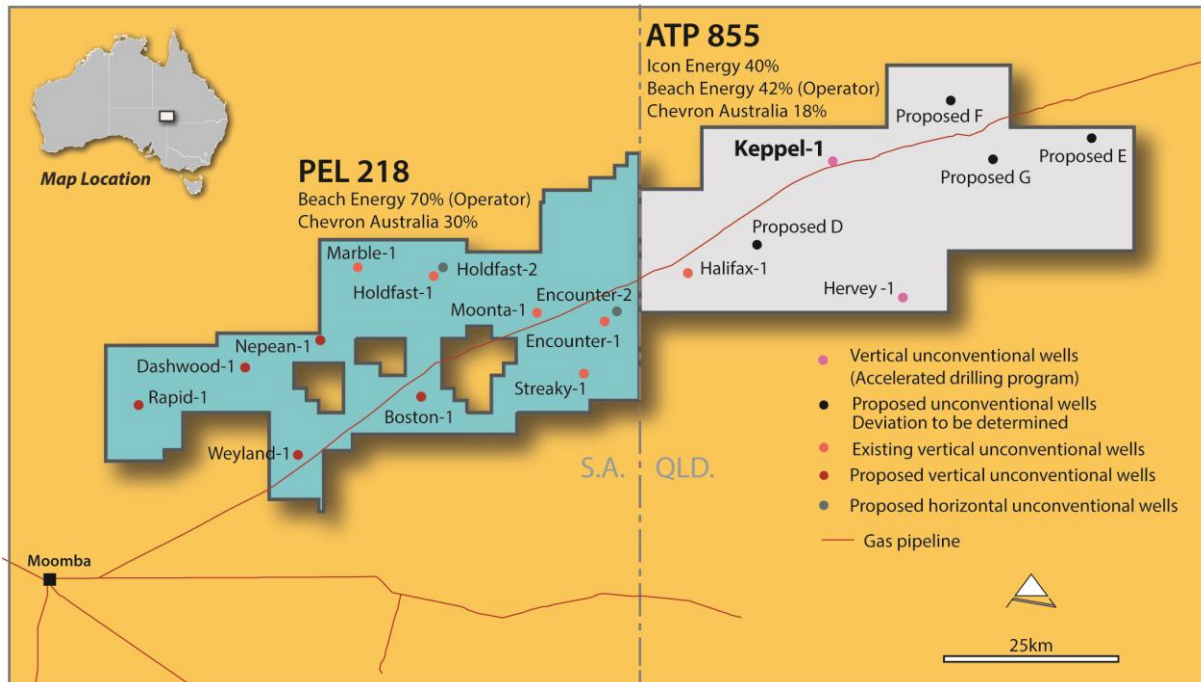 ATP 855
Icon Energy 40%
Beach Energy 42% (Operator)
Chevron Australia 18%
Map Location
PEL 218
Beach Energy 70% (Operator)
Chevron Australia 30%
Proposed F
Keppel-1
Proposed E
Proposed G
Proposed D
Halifax-1
Hervey -1
Marble-1
Holdfast-2
Holdfast-1
Moonta-1
Encounter-2
Encounter-1
Nepean-1
Dashwood-1
Streaky-1
Rapid-1
Boston-1
Weyland-1
S.A.
QLD.
Vertical unconventional wells
(Accelerated drilling program)
Proposed unconventional wells
Deviation to be determined
Existing vertical unconventional wells
Proposed vertical unconventional wells
Proposed horizontal unconventional wells
Gas pipeline
Moomba
25km